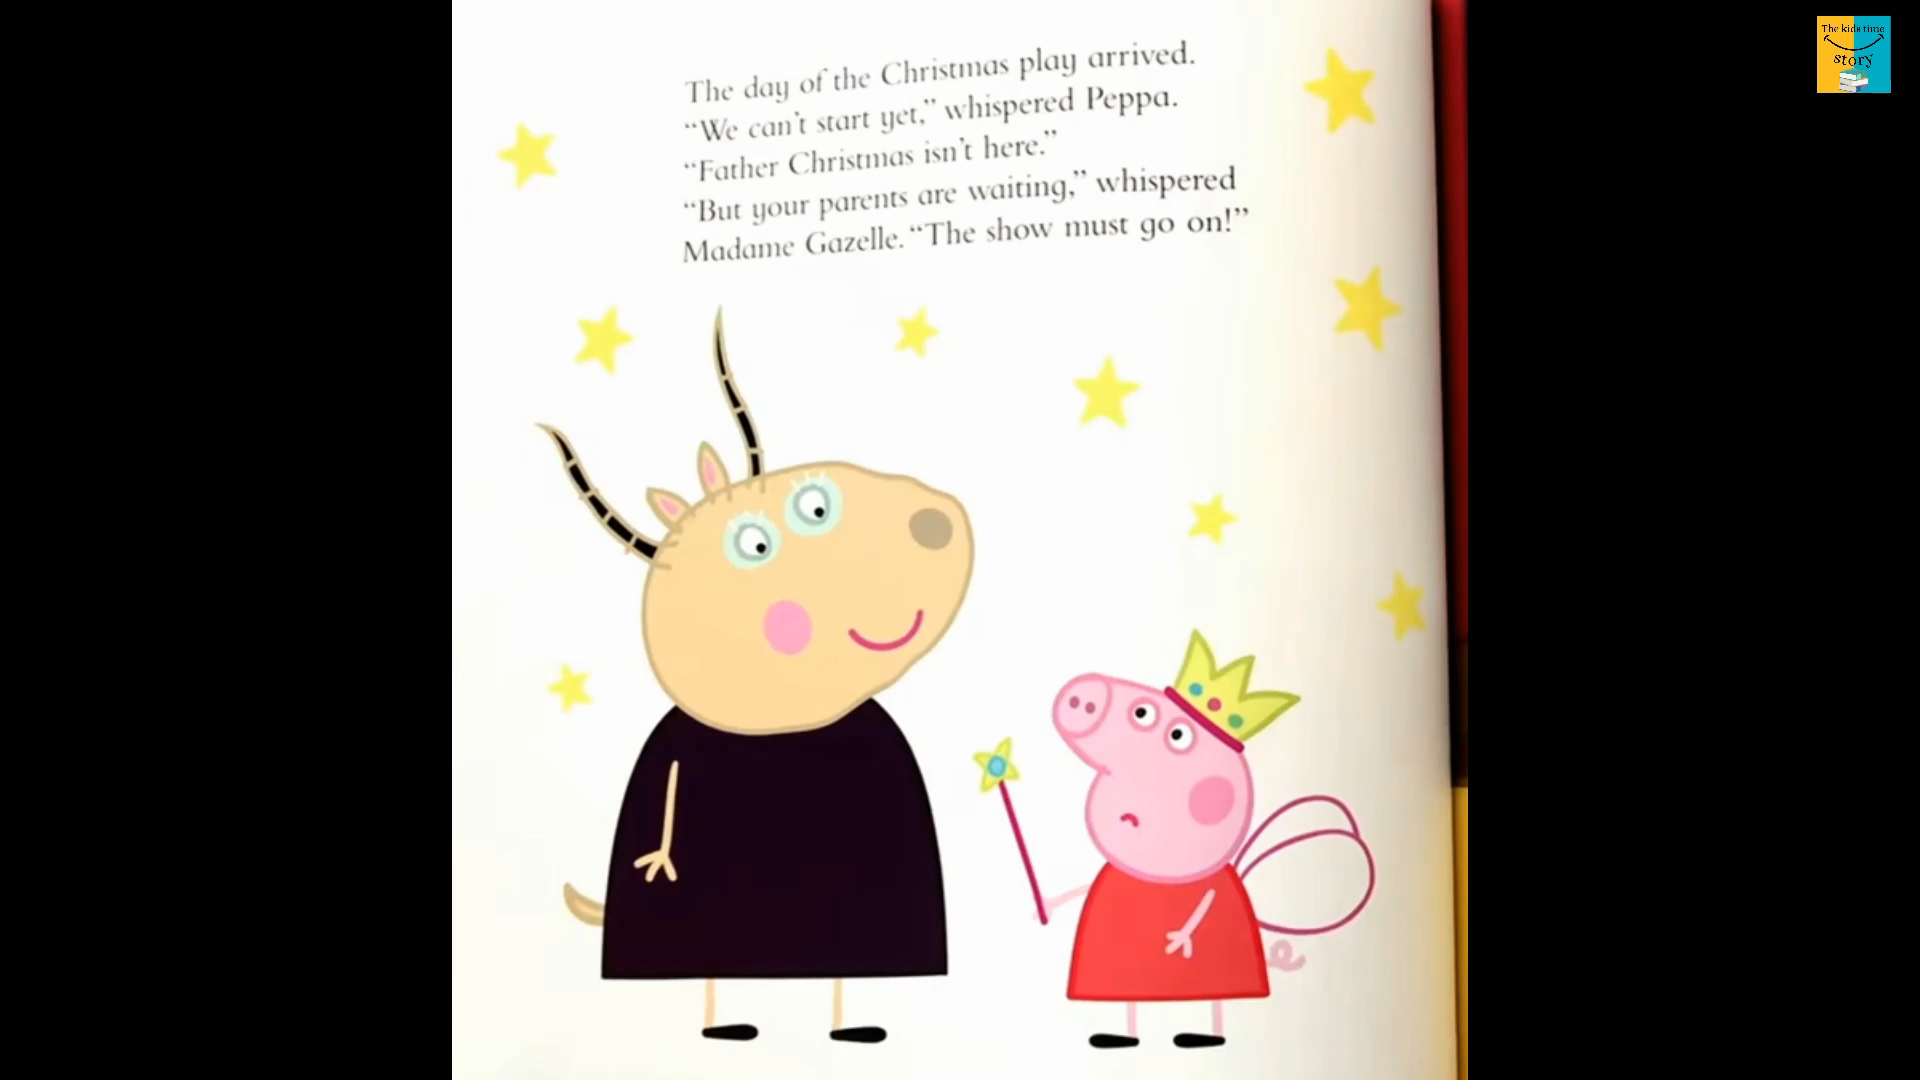 The day of the Christmas play arrived.
“We can’t start yet,” whispered Peppa.
“Father Christmas isn’t here.”
“But your parents are waiting,” whispered
Madame Gazelle. “The show must go on!”
The kids time
story